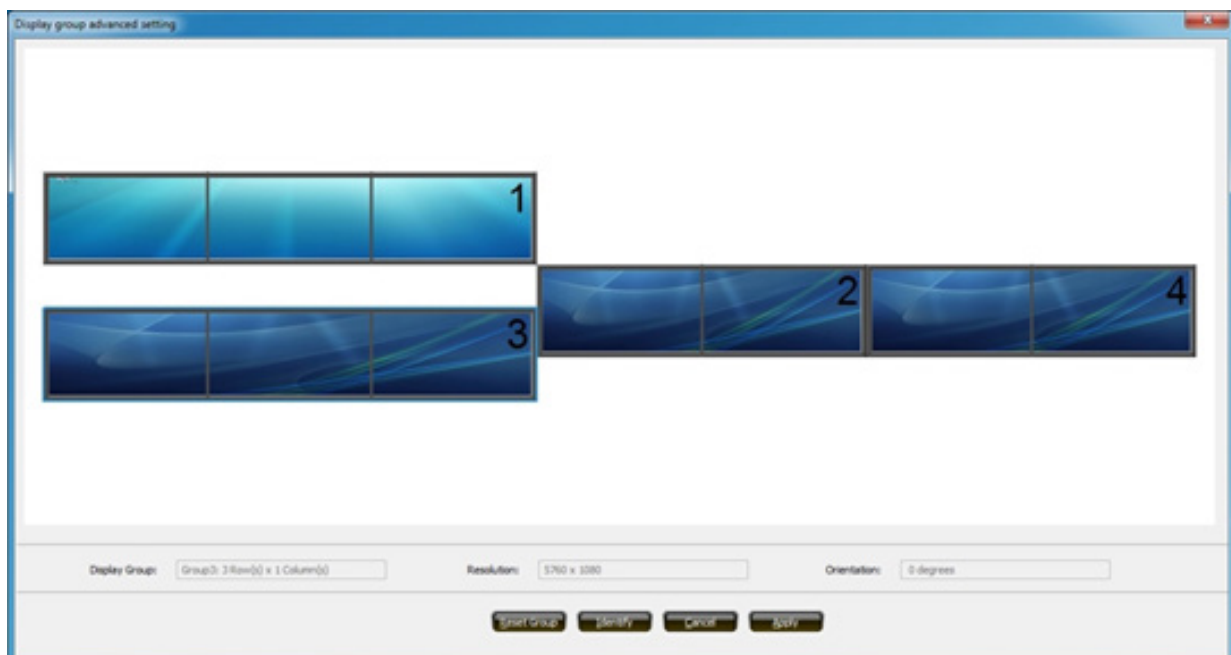 Display group advanced setting
1
2
4
3
Display Group: Group3: 3 Row(s) x 1 Column(s) Resolution: 5760 x 1080 Orientation: 0 degrees
Reset Group Identify Cancel Apply